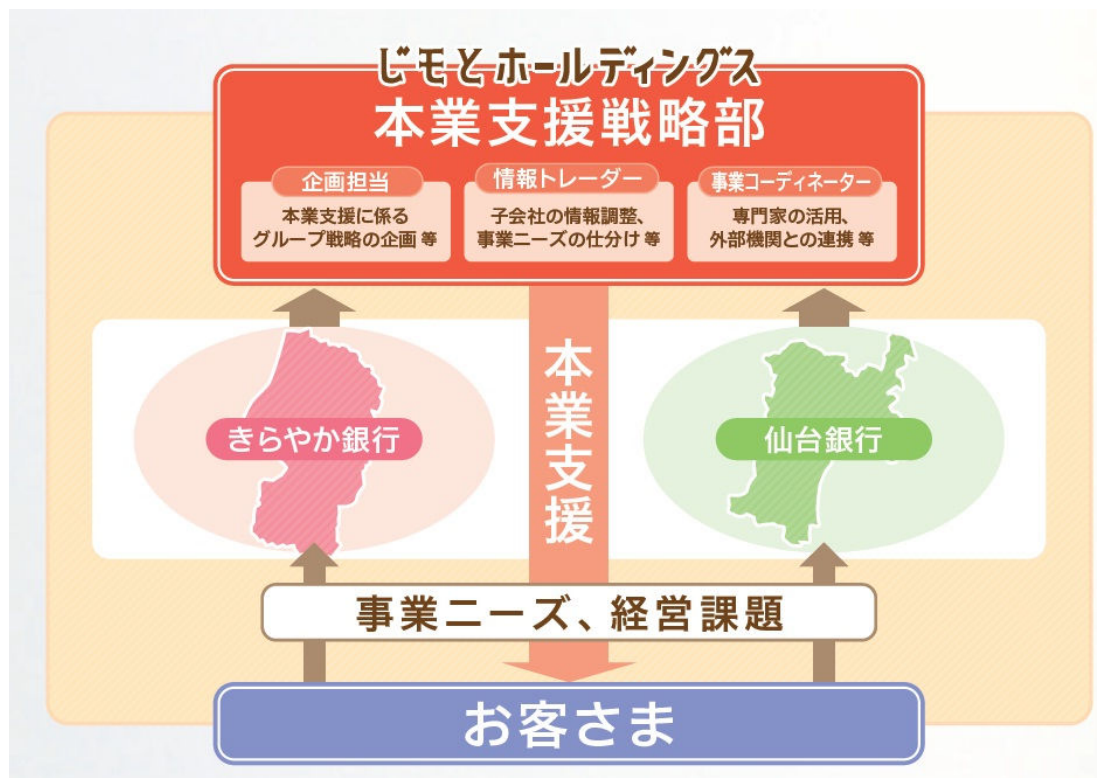 じモとホールディングス
本業支援戦略部
企画担当
本業支援に係る
グループ戦略の企画 等
情報トレーダー
子会社の情報調整、
事業ニーズの仕分け 等
事業コーディネーター
専門家の活用、
外部機関との連携 等
きらやか銀行
本業支援
仙台銀行
事業ニーズ、経営課題
お客さま